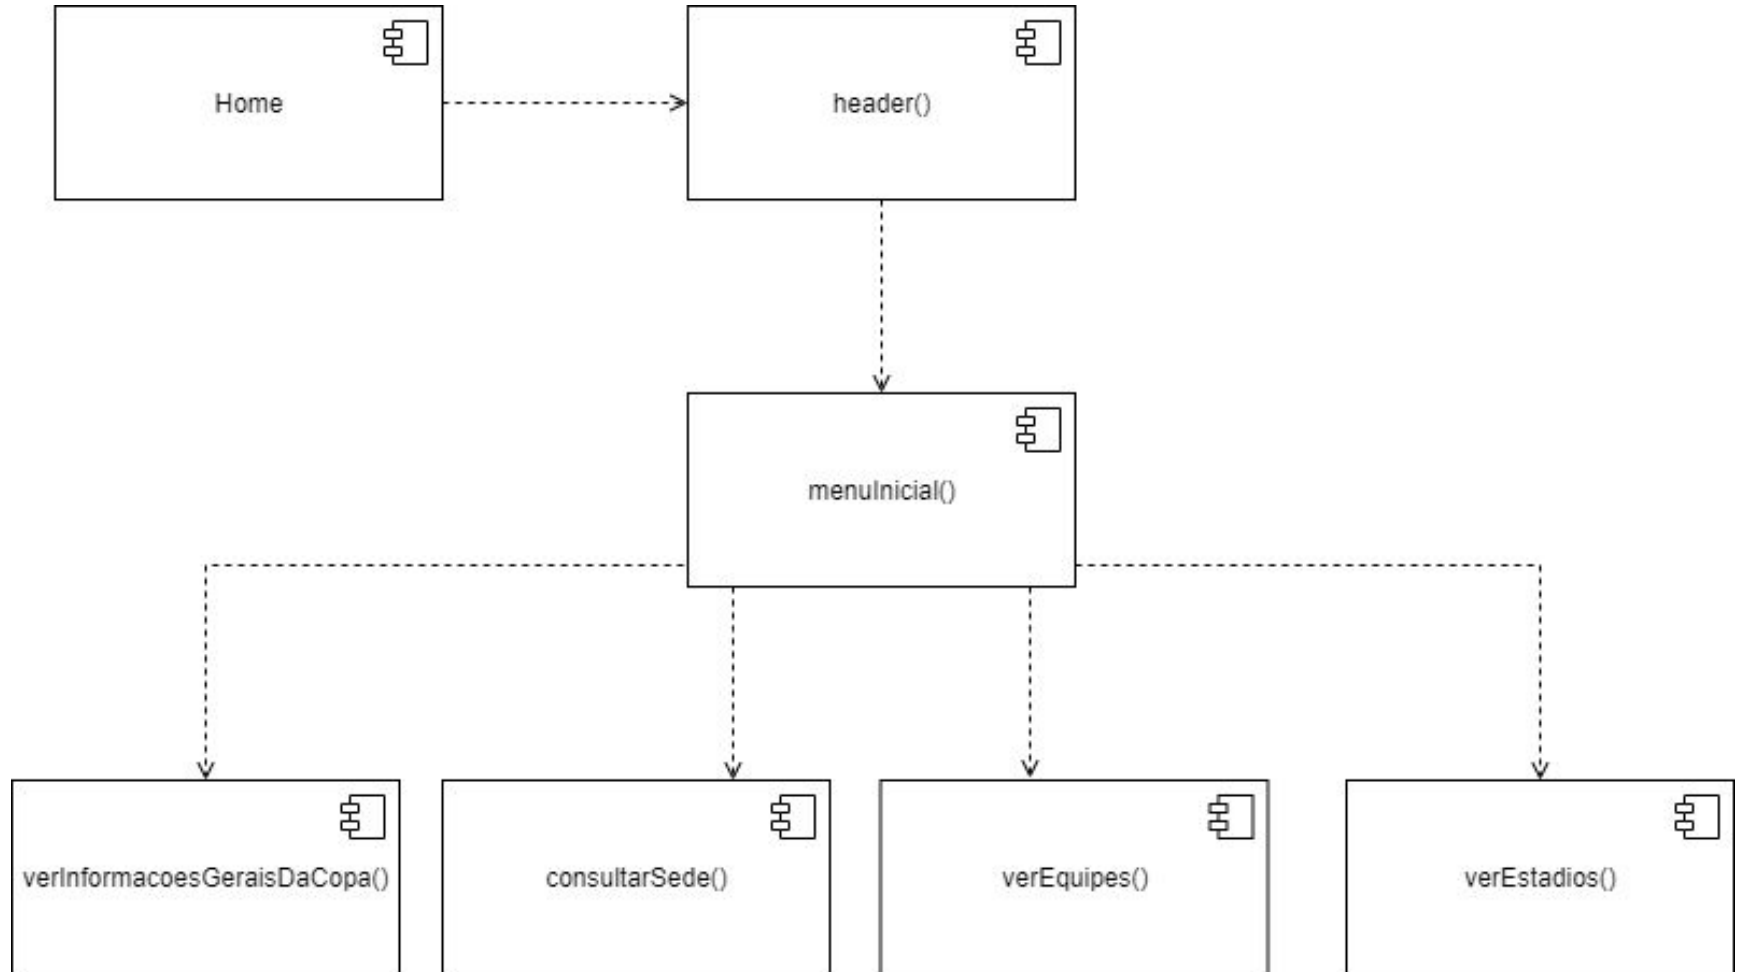 Home
header()
menuInicial()
verInformacoesGeraisDaCopa()
consultarSede()
verEquipes()
verEstadios()